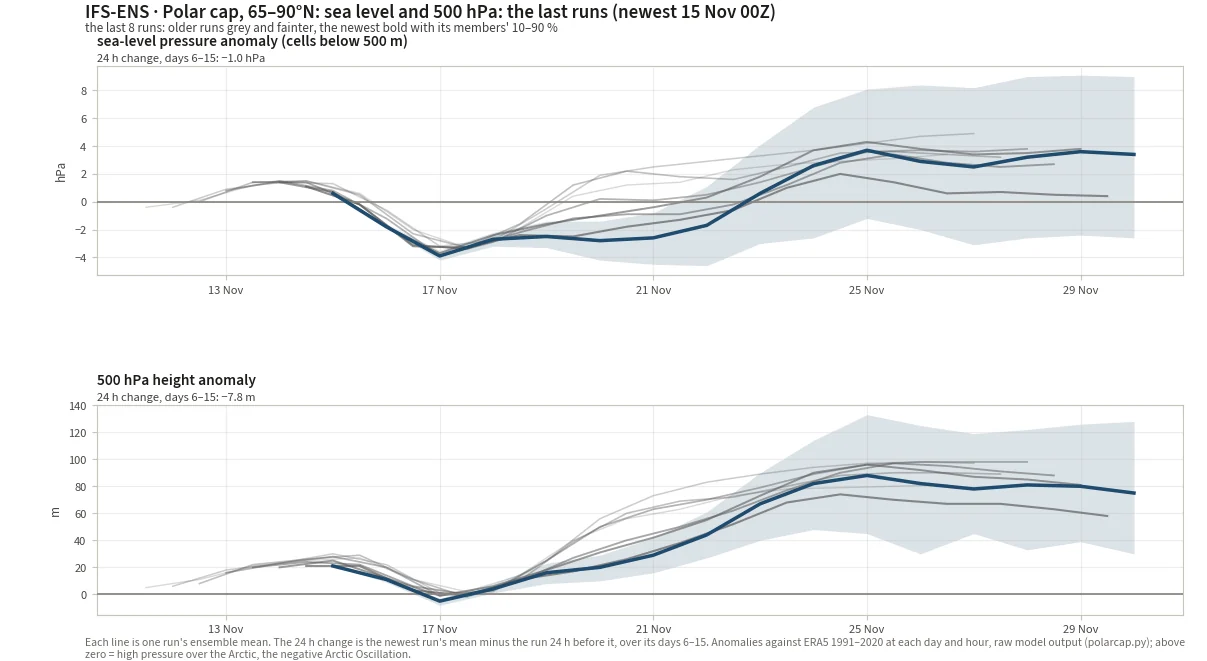 IFS-ENS · Polar cap, 65–90°N: sea level and 500 hPa: the last runs (newest 15 Nov 00Z)
the last 8 runs: older runs grey and fainter, the newest bold with its members' 10–90 %
sea-level pressure anomaly (cells below 500 m)
24 h change, days 6–15: −1.0 hPa
8
6
4
2
0
−2
−4
hPa
13 Nov
17 Nov
21 Nov
25 Nov
29 Nov
500 hPa height anomaly
24 h change, days 6–15: −7.8 m
140
120
100
80
60
40
20
0
m
13 Nov
17 Nov
21 Nov
25 Nov
29 Nov
Each line is one run's ensemble mean. The 24 h change is the newest run's mean minus the run 24 h before it, over its days 6–15. Anomalies against ERA5 1991–2020 at each day and hour, raw model output (polarcap.py); above
zero = high pressure over the Arctic, the negative Arctic Oscillation.